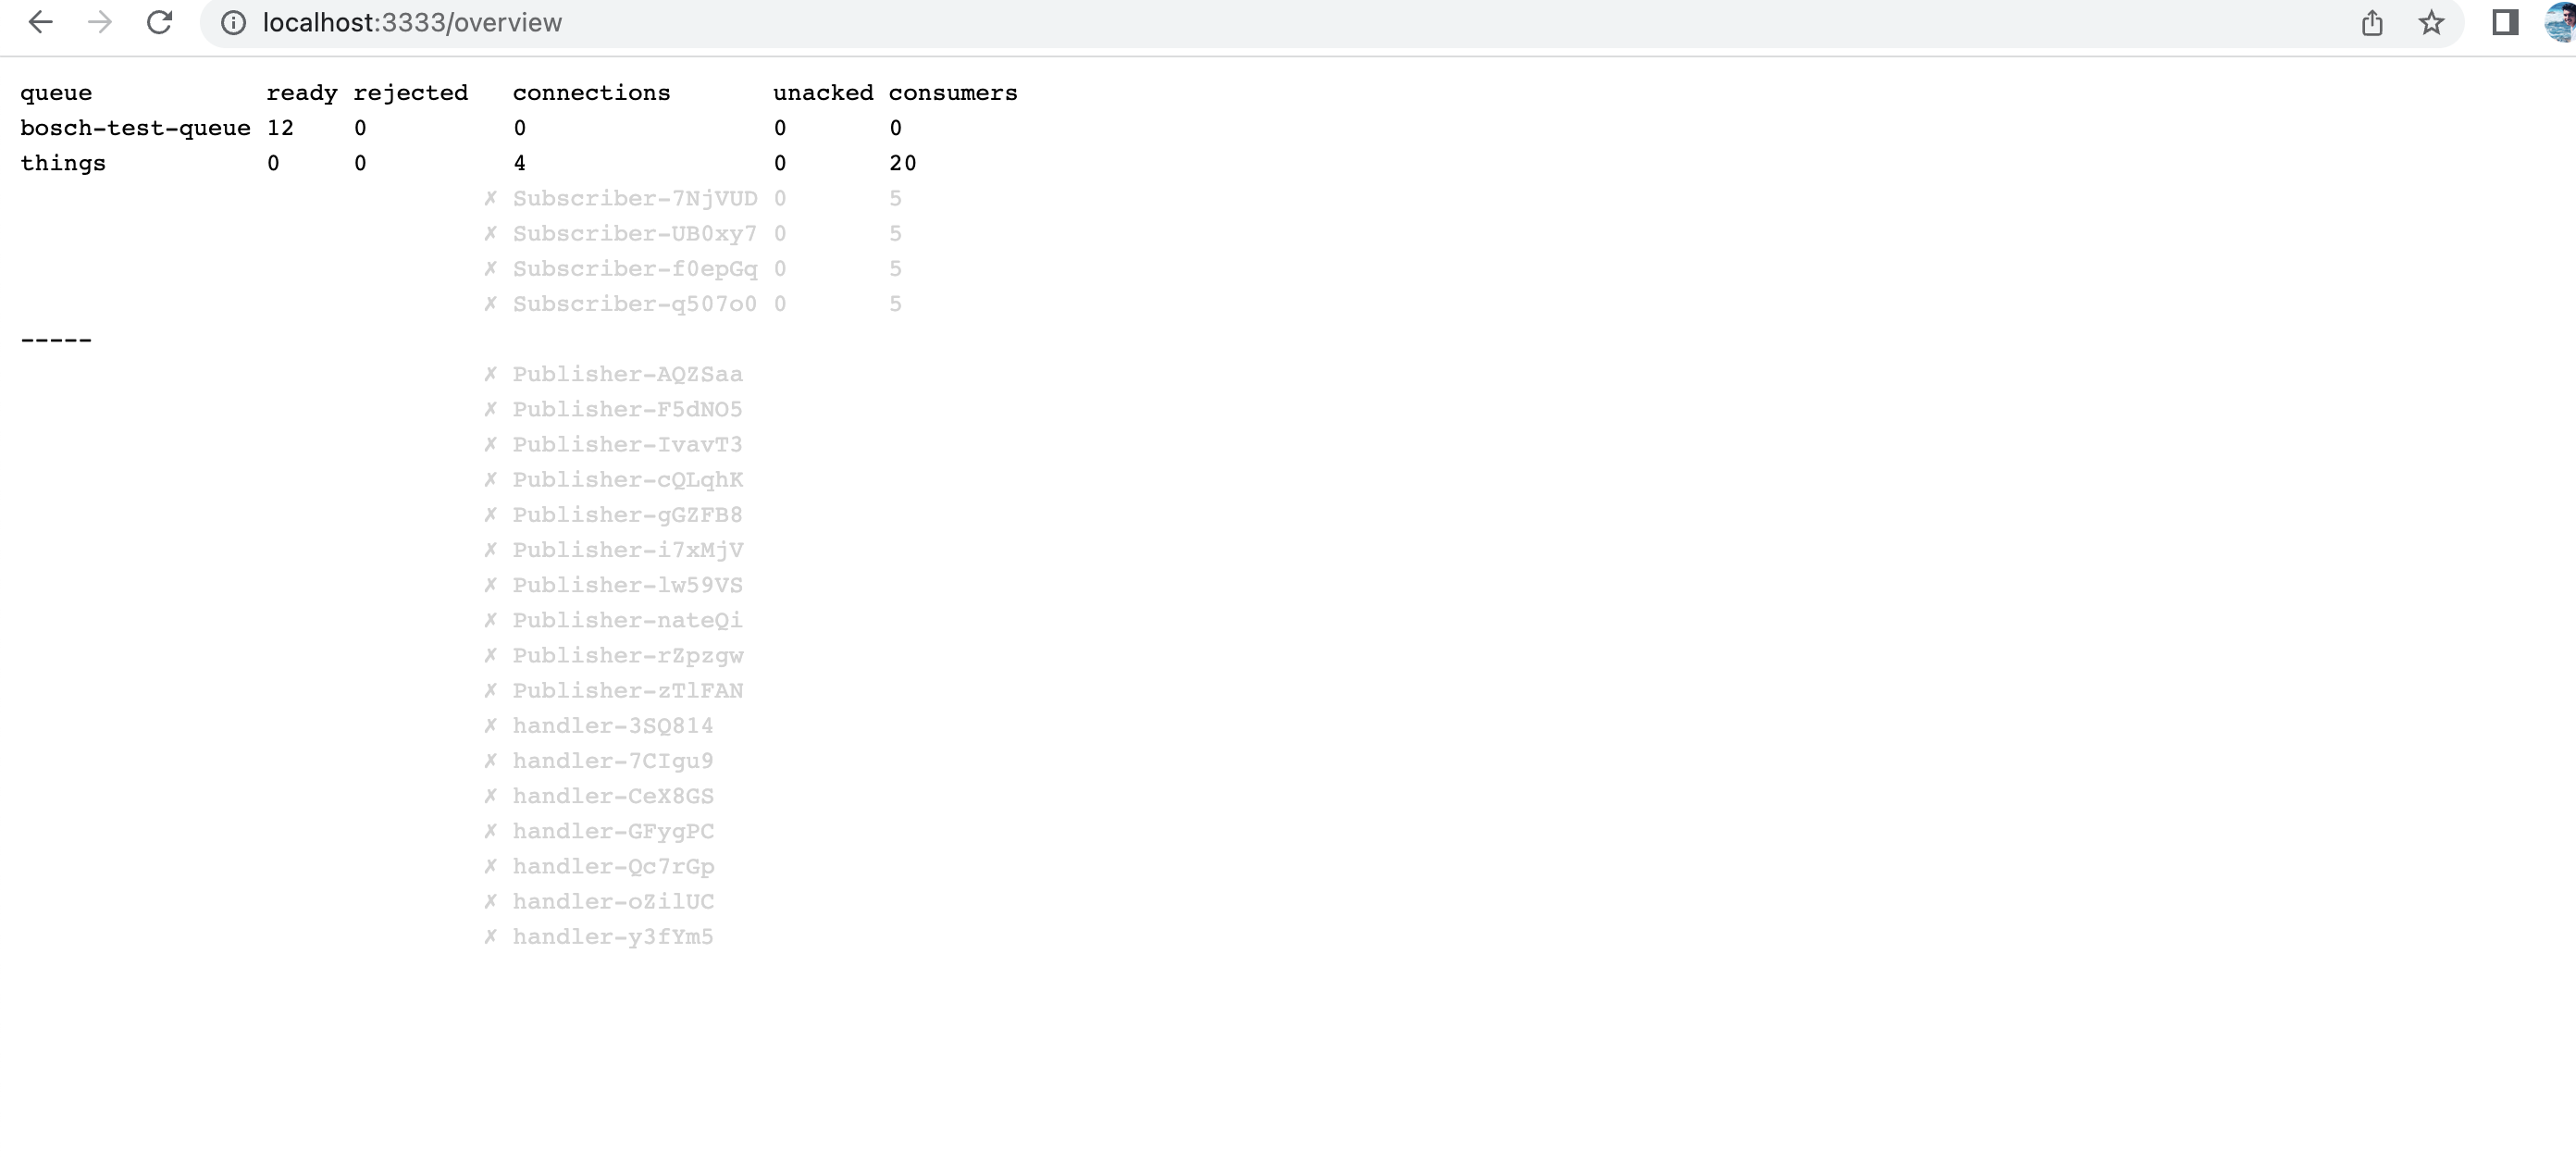 localhost:3333/overview
queue ready rejected connections unacked consumers
bosch-test-queue 12 0 0 0 0
things 0 0 4 0 20
✗ Subscriber-7NjVUD 0 5
✗ Subscriber-UB0xy7 0 5
✗ Subscriber-f0epGq 0 5
✗ Subscriber-q507o0 0 5
-----
✗ Publisher-AQZSaa
✗ Publisher-F5dNO5
✗ Publisher-IvavT3
✗ Publisher-cQLqhK
✗ Publisher-gGZFB8
✗ Publisher-i7xMjV
✗ Publisher-lw59VS
✗ Publisher-nateQi
✗ Publisher-rZpzgw
✗ Publisher-zTlFAN
✗ handler-3SQ814
✗ handler-7CIgu9
✗ handler-CeX8GS
✗ handler-GFygPC
✗ handler-Qc7rGp
✗ handler-oZilUC
✗ handler-y3fYm5